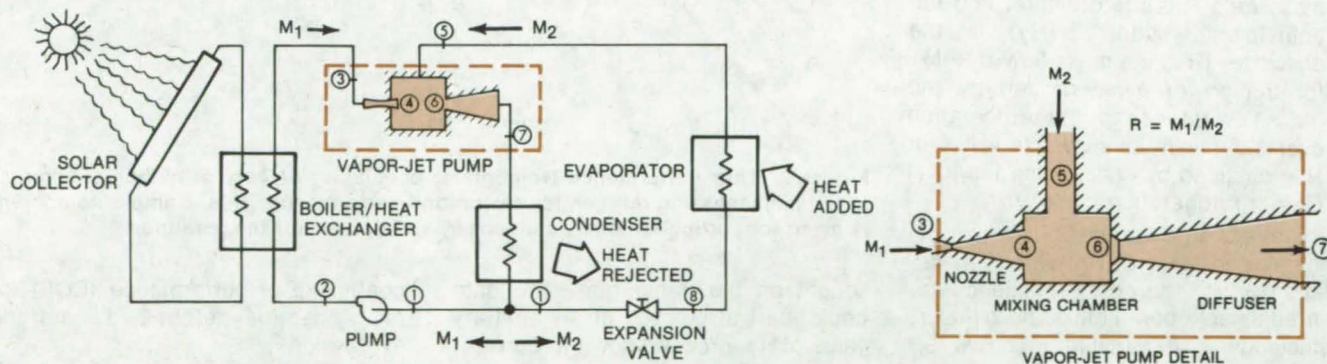 M₁
⑤
M₂
③
④
⑥
⑦
VAPOR-JET PUMP
SOLAR
COLLECTOR
BOILER/HEAT
EXCHANGER
EVAPORATOR
HEAT
ADDED
CONDENSER
HEAT
REJECTED
②
①
①
⑧
PUMP
M₁
M₂
EXPANSION
VALVE
M₂
R = M₁/M₂
⑤
③
M₁
④
⑥
⑦
NOZZLE
MIXING CHAMBER
DIFFUSER
VAPOR-JET PUMP DETAIL